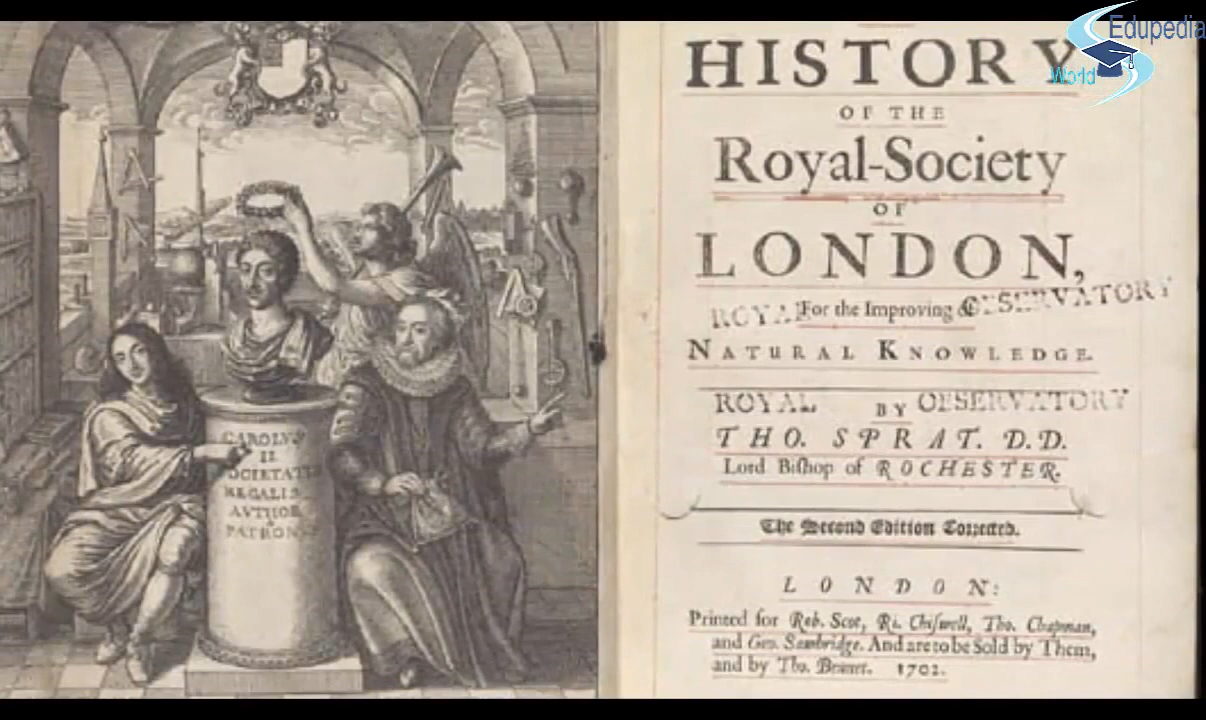 CAROLVS
II
SOCIETATIS
REGALIS
AVTHOR
&
PATRONVS
HISTORY
OF THE
Royal-Society
OF
LONDON,
For the Improving of
ROYAL OBSERVATORY
NATURAL KNOWLEDGE.
ROYAL OBSERVATORY
BY
THO. SPRAT. D.D.
Lord Biſhop of ROCHESTER.
The Second Edition Corrected.
LONDON:
Printed for Rob. Scot, Ri. Chiſwell, Tho. Chapman,
and Geo. Sawbridge. And are to be Sold by Them,
and by Tho. Bennet. 1702.
Edupedia
World